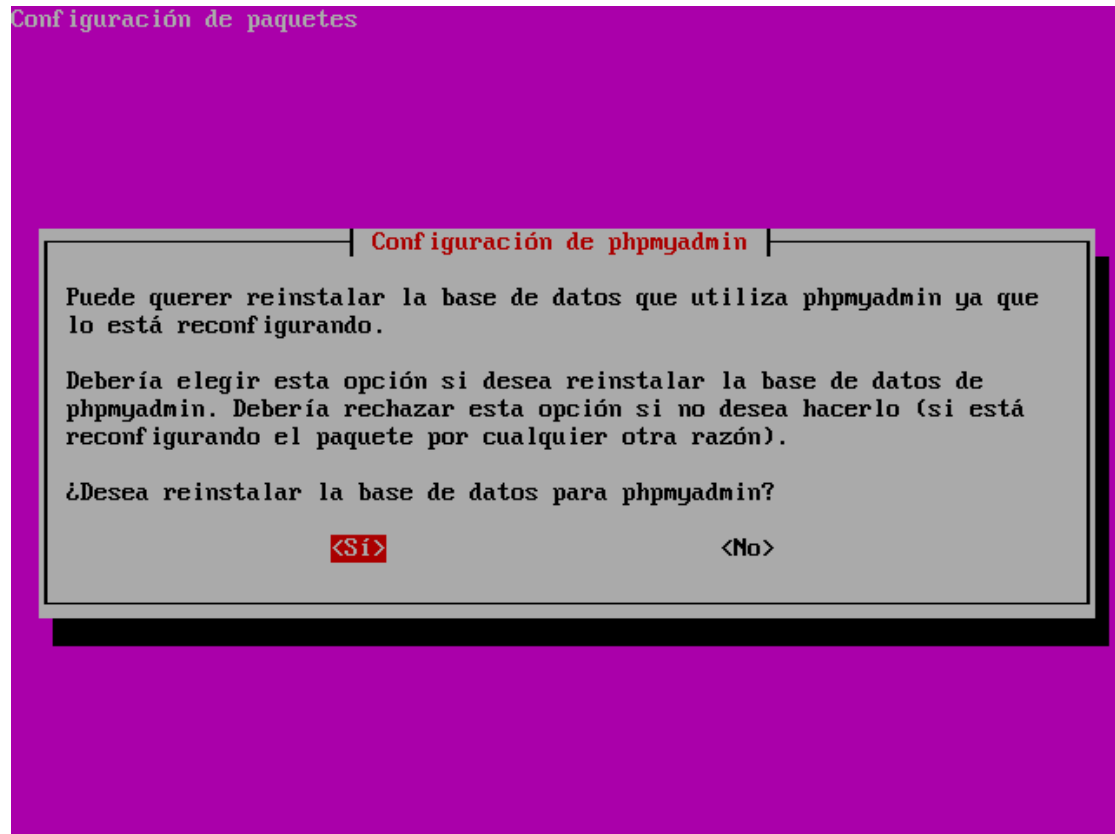 Configuración de paquetes
Configuración de phpmyadmin
Puede querer reinstalar la base de datos que utiliza phpmyadmin ya que
lo está reconfigurando.
Debería elegir esta opción si desea reinstalar la base de datos de
phpmyadmin. Debería rechazar esta opción si no desea hacerlo (si está
reconfigurando el paquete por cualquier otra razón).
¿Desea reinstalar la base de datos para phpmyadmin?
<Sí> <No>